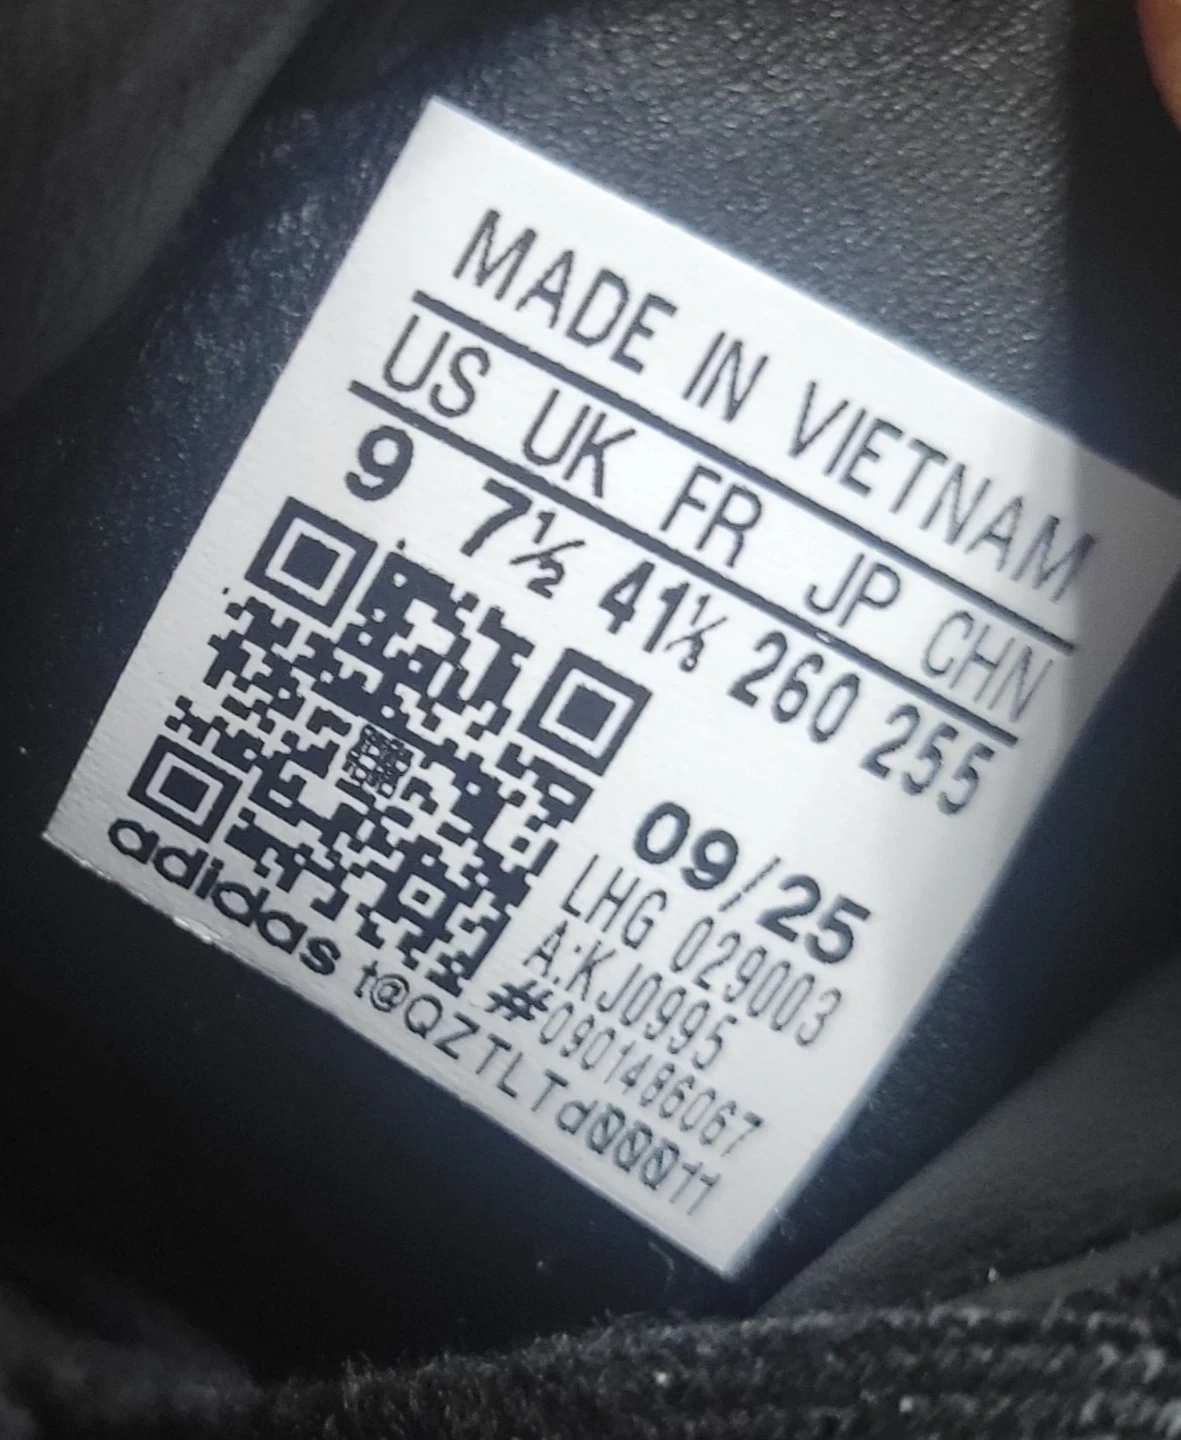 MADE IN VIETNAM
US UK FR JP CHN
9 7½ 41⅓ 260 255
09/25
LHG 029003
A:KJ0995
#0901486067
adidas t@QZTLTd00011